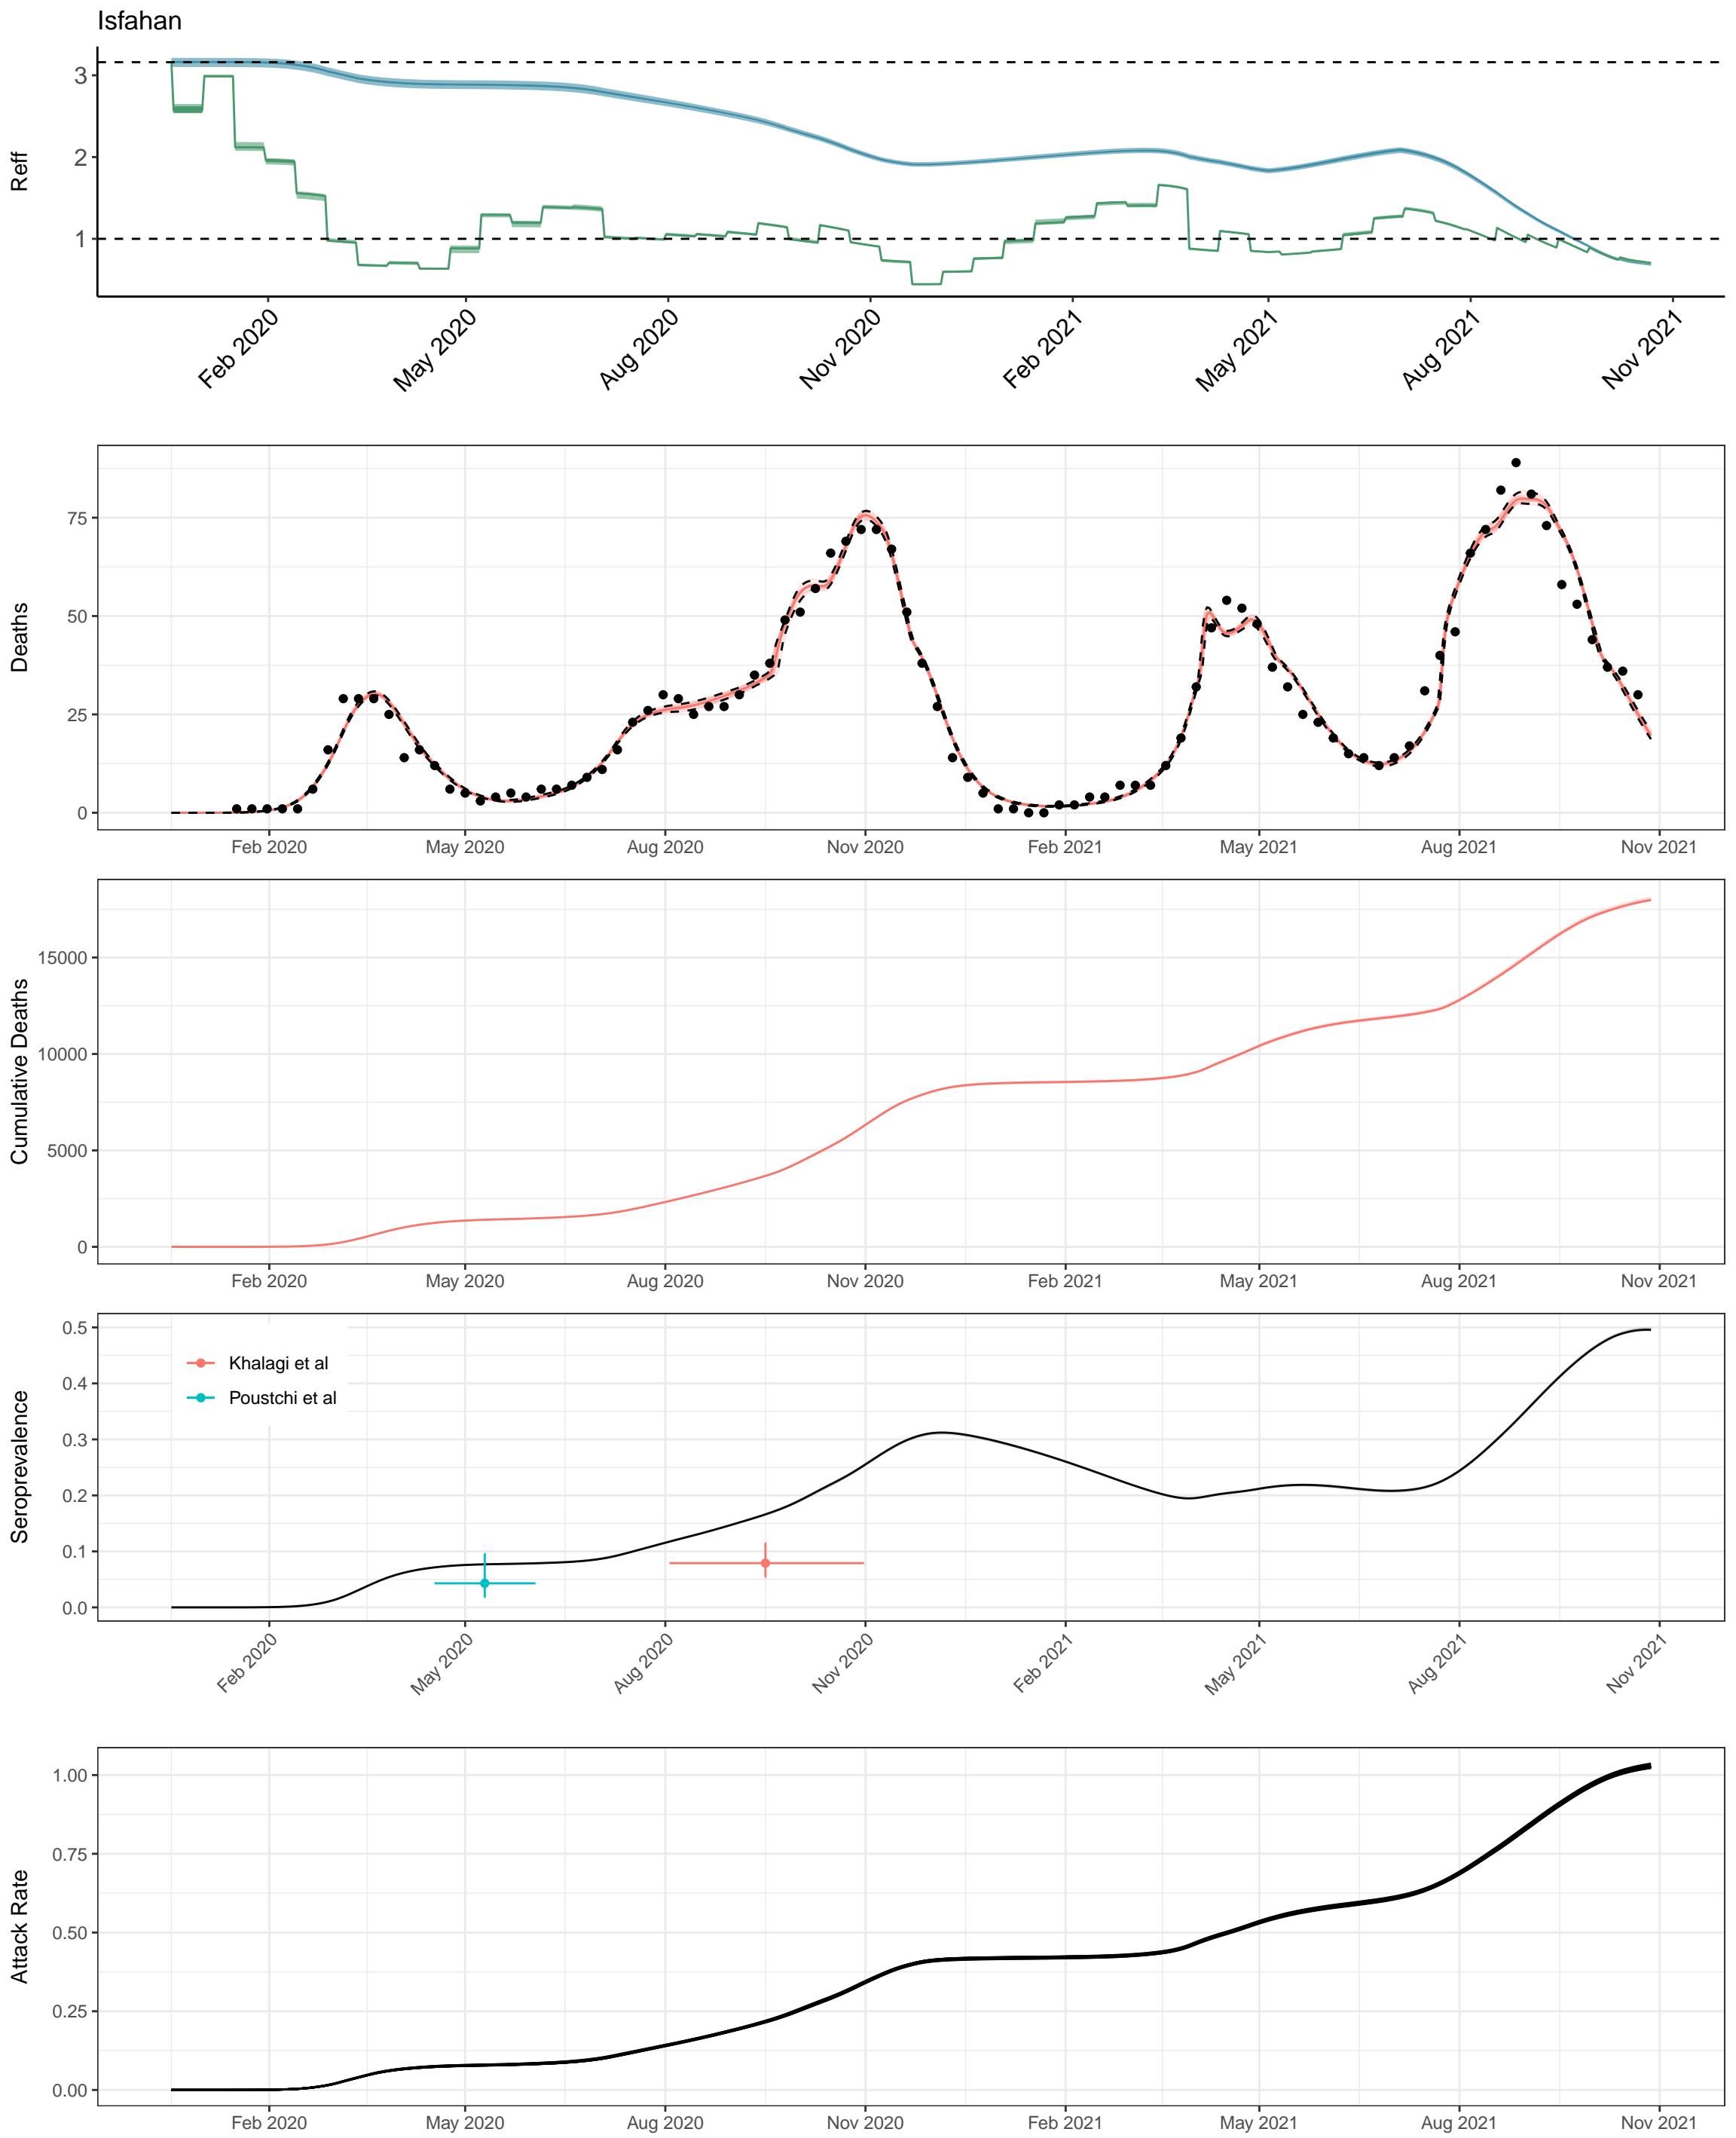 Isfahan
Reff
3
2
1
Feb 2020
May 2020
Aug 2020
Nov 2020
Feb 2021
May 2021
Aug 2021
Nov 2021
Deaths
75
50
25
0
Feb 2020
May 2020
Aug 2020
Nov 2020
Feb 2021
May 2021
Aug 2021
Nov 2021
Cumulative Deaths
15000
10000
5000
0
Feb 2020
May 2020
Aug 2020
Nov 2020
Feb 2021
May 2021
Aug 2021
Nov 2021
Seroprevalence
0.5
0.4
0.3
0.2
0.1
0.0
Khalagi et al
Poustchi et al
Feb 2020
May 2020
Aug 2020
Nov 2020
Feb 2021
May 2021
Aug 2021
Nov 2021
Attack Rate
1.00
0.75
0.50
0.25
0.00
Feb 2020
May 2020
Aug 2020
Nov 2020
Feb 2021
May 2021
Aug 2021
Nov 2021